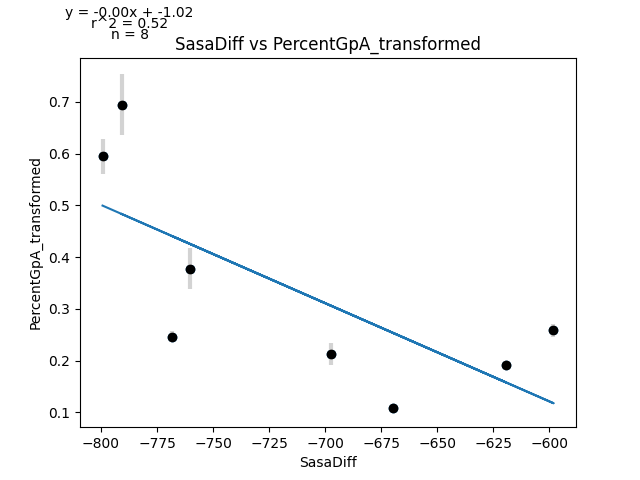 y = -0.00x + -1.02
r^2 = 0.52
n = 8
SasaDiff vs PercentGpA_transformed
PercentGpA_transformed
0.7
0.6
0.5
0.4
0.3
0.2
0.1
−800 −775 −750 −725 −700 −675 −650 −625 −600
SasaDiff